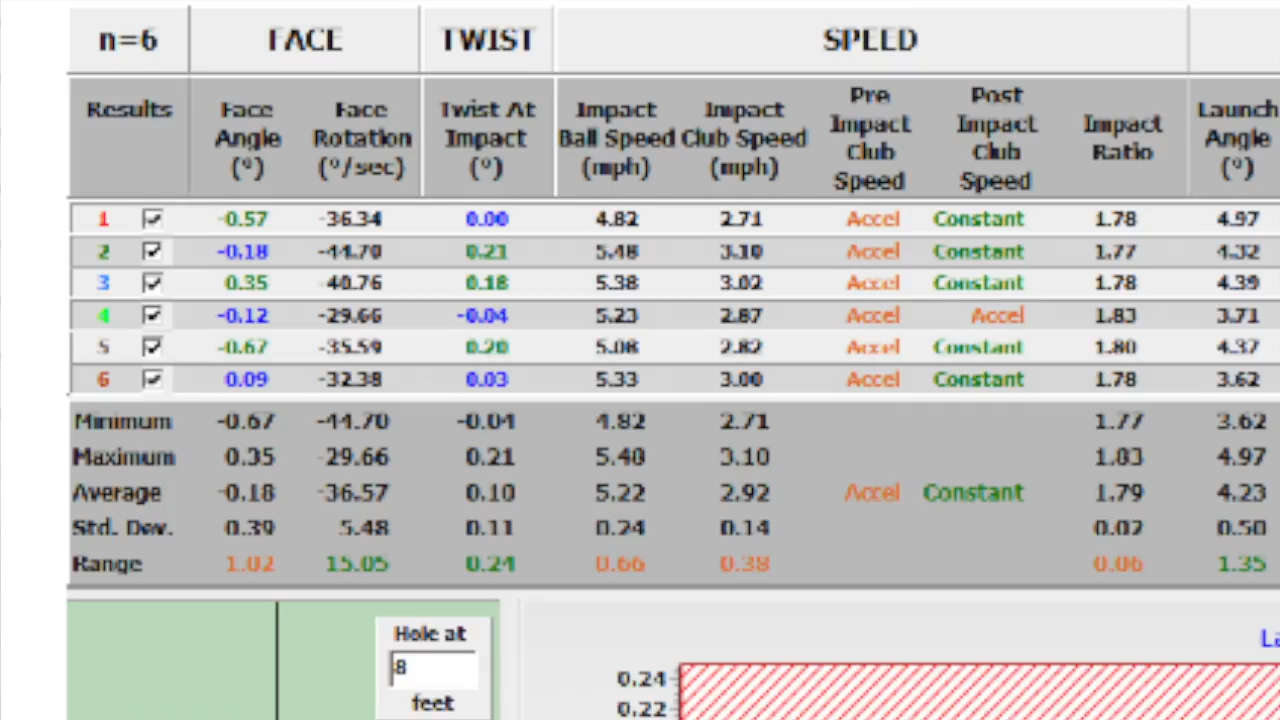 n=6 FACE TWIST SPEED
Results Face Angle (°) Face Rotation (°/sec) Twist At Impact (°) Impact Ball Speed (mph) Impact Club Speed (mph) Pre Impact Club Speed Post Impact Club Speed Impact Ratio Launch Angle (°)
1 -0.57 -36.34 0.00 4.82 2.71 Accel Constant 1.78 4.97
2 -0.18 -44.70 0.21 5.48 3.10 Accel Constant 1.77 4.32
3 0.35 -40.76 0.18 5.38 3.02 Accel Constant 1.78 4.39
4 -0.12 -29.66 -0.04 5.23 2.87 Accel Accel 1.83 3.71
5 -0.67 -35.59 0.20 5.08 2.82 Accel Constant 1.80 4.37
6 0.09 -32.38 0.03 5.33 3.00 Accel Constant 1.78 3.62
Minimum -0.67 -44.70 -0.04 4.82 2.71 1.77 3.62
Maximum 0.35 -29.66 0.21 5.48 3.10 1.83 4.97
Average -0.18 -36.57 0.10 5.22 2.92 Accel Constant 1.79 4.23
Std. Dev. 0.39 5.48 0.11 0.24 0.14 0.02 0.50
Range 1.02 15.05 0.24 0.66 0.38 0.06 1.35
Hole at
8
feet
0.24
0.22